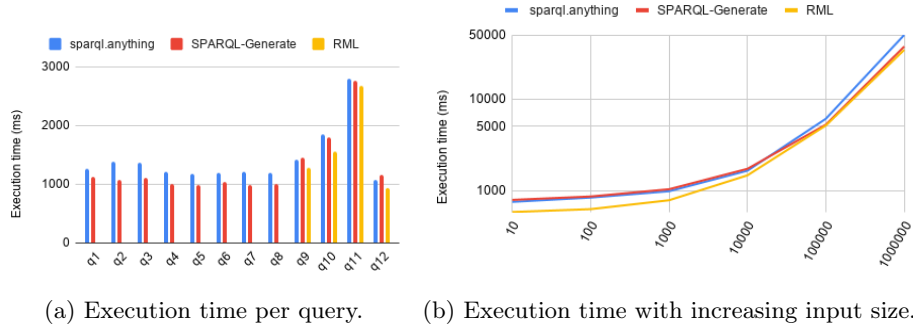 sparql.anything SPARQL-Generate RML
Execution time (ms)
3000
2000
1000
0
q1 q2 q3 q4 q5 q6 q7 q8 q9 q10 q11 q12
(a) Execution time per query.
sparql.anything SPARQL-Generate RML
Execution time (ms)
50000
10000
5000
1000
10 100 1000 10000 100000 1000000
(b) Execution time with increasing input size.